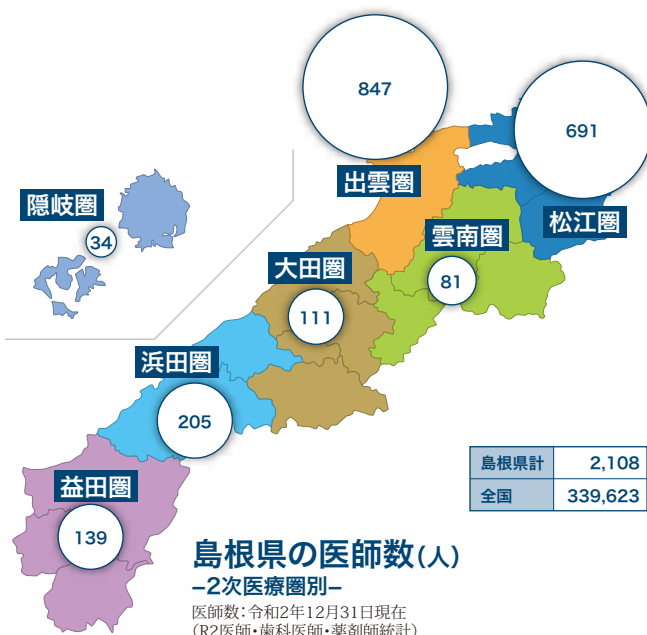 847
691
出雲圏
隠岐圏
松江圏
34
雲南圏
大田圏
81
111
浜田圏
205
島根県計 2,108
益田圏
全国 339,623
139
島根県の医師数(人)
–2次医療圏別–
医師数:令和2年12月31日現在
(R2医師・歯科医師・薬剤師統計)